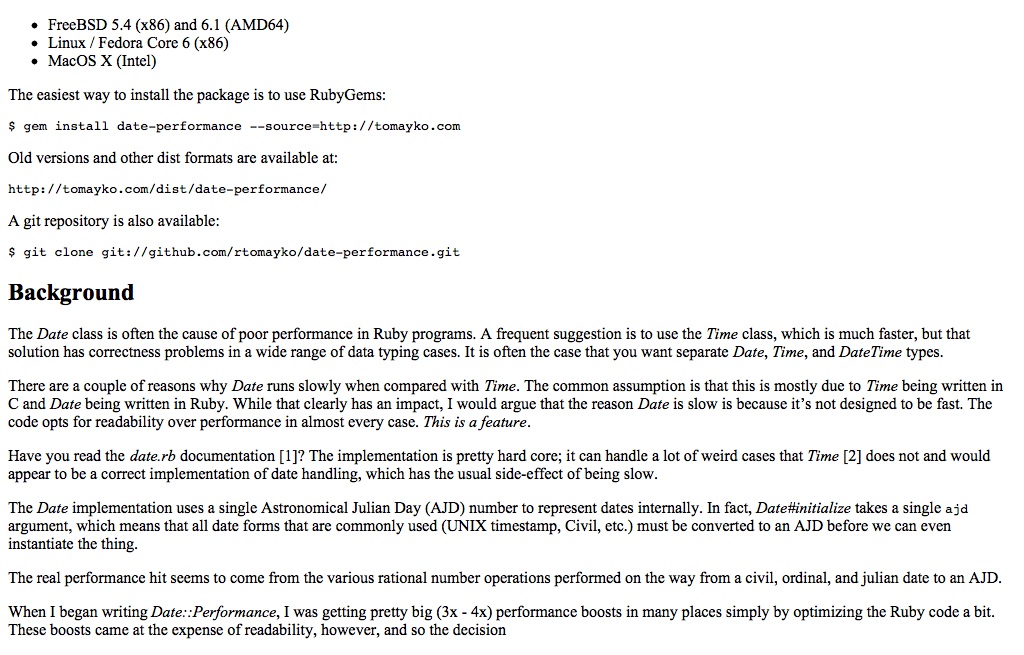 • FreeBSD 5.4 (x86) and 6.1 (AMD64)
• Linux / Fedora Core 6 (x86)
• MacOS X (Intel)
The easiest way to install the package is to use RubyGems:
$ gem install date-performance --source=http://tomayko.com
Old versions and other dist formats are available at:
http://tomayko.com/dist/date-performance/
A git repository is also available:
$ git clone git://github.com/rtomayko/date-performance.git
Background
The Date class is often the cause of poor performance in Ruby programs. A frequent suggestion is to use the Time class, which is much faster, but that
solution has correctness problems in a wide range of data typing cases. It is often the case that you want separate Date, Time, and DateTime types.
There are a couple of reasons why Date runs slowly when compared with Time. The common assumption is that this is mostly due to Time being written in
C and Date being written in Ruby. While that clearly has an impact, I would argue that the reason Date is slow is because it’s not designed to be fast. The
code opts for readability over performance in almost every case. This is a feature.
Have you read the date.rb documentation [1]? The implementation is pretty hard core; it can handle a lot of weird cases that Time [2] does not and would
appear to be a correct implementation of date handling, which has the usual side-effect of being slow.
The Date implementation uses a single Astronomical Julian Day (AJD) number to represent dates internally. In fact, Date#initialize takes a single ajd
argument, which means that all date forms that are commonly used (UNIX timestamp, Civil, etc.) must be converted to an AJD before we can even
instantiate the thing.
The real performance hit seems to come from the various rational number operations performed on the way from a civil, ordinal, and julian date to an AJD.
When I began writing Date::Performance, I was getting pretty big (3x - 4x) performance boosts in many places simply by optimizing the Ruby code a bit.
These boosts came at the expense of readability, however, and so the decision